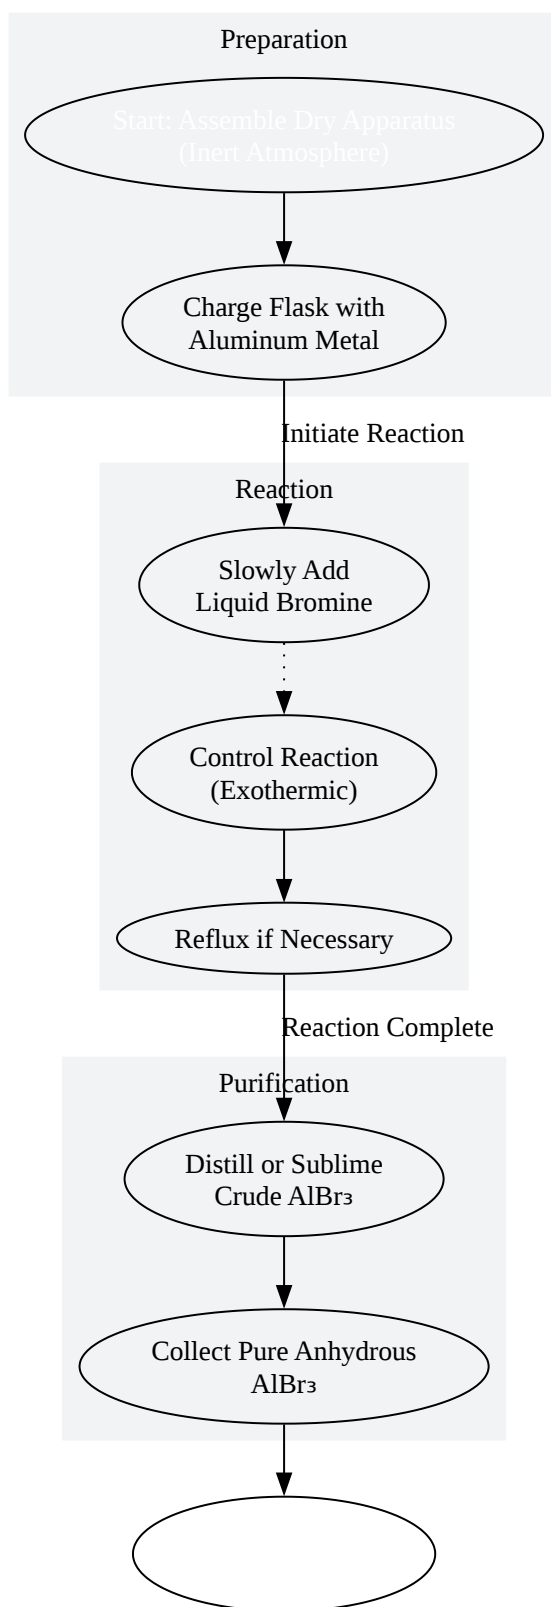 Preparation
Start: Assemble Dry Apparatus
(Inert Atmosphere)
Charge Flask with
Aluminum Metal
Initiate Reaction
Reaction
Slowly Add
Liquid Bromine
Control Reaction
(Exothermic)
Reflux if Necessary
Reaction Complete
Purification
Distill or Sublime
Crude AlBr₃
Collect Pure Anhydrous
AlBr₃